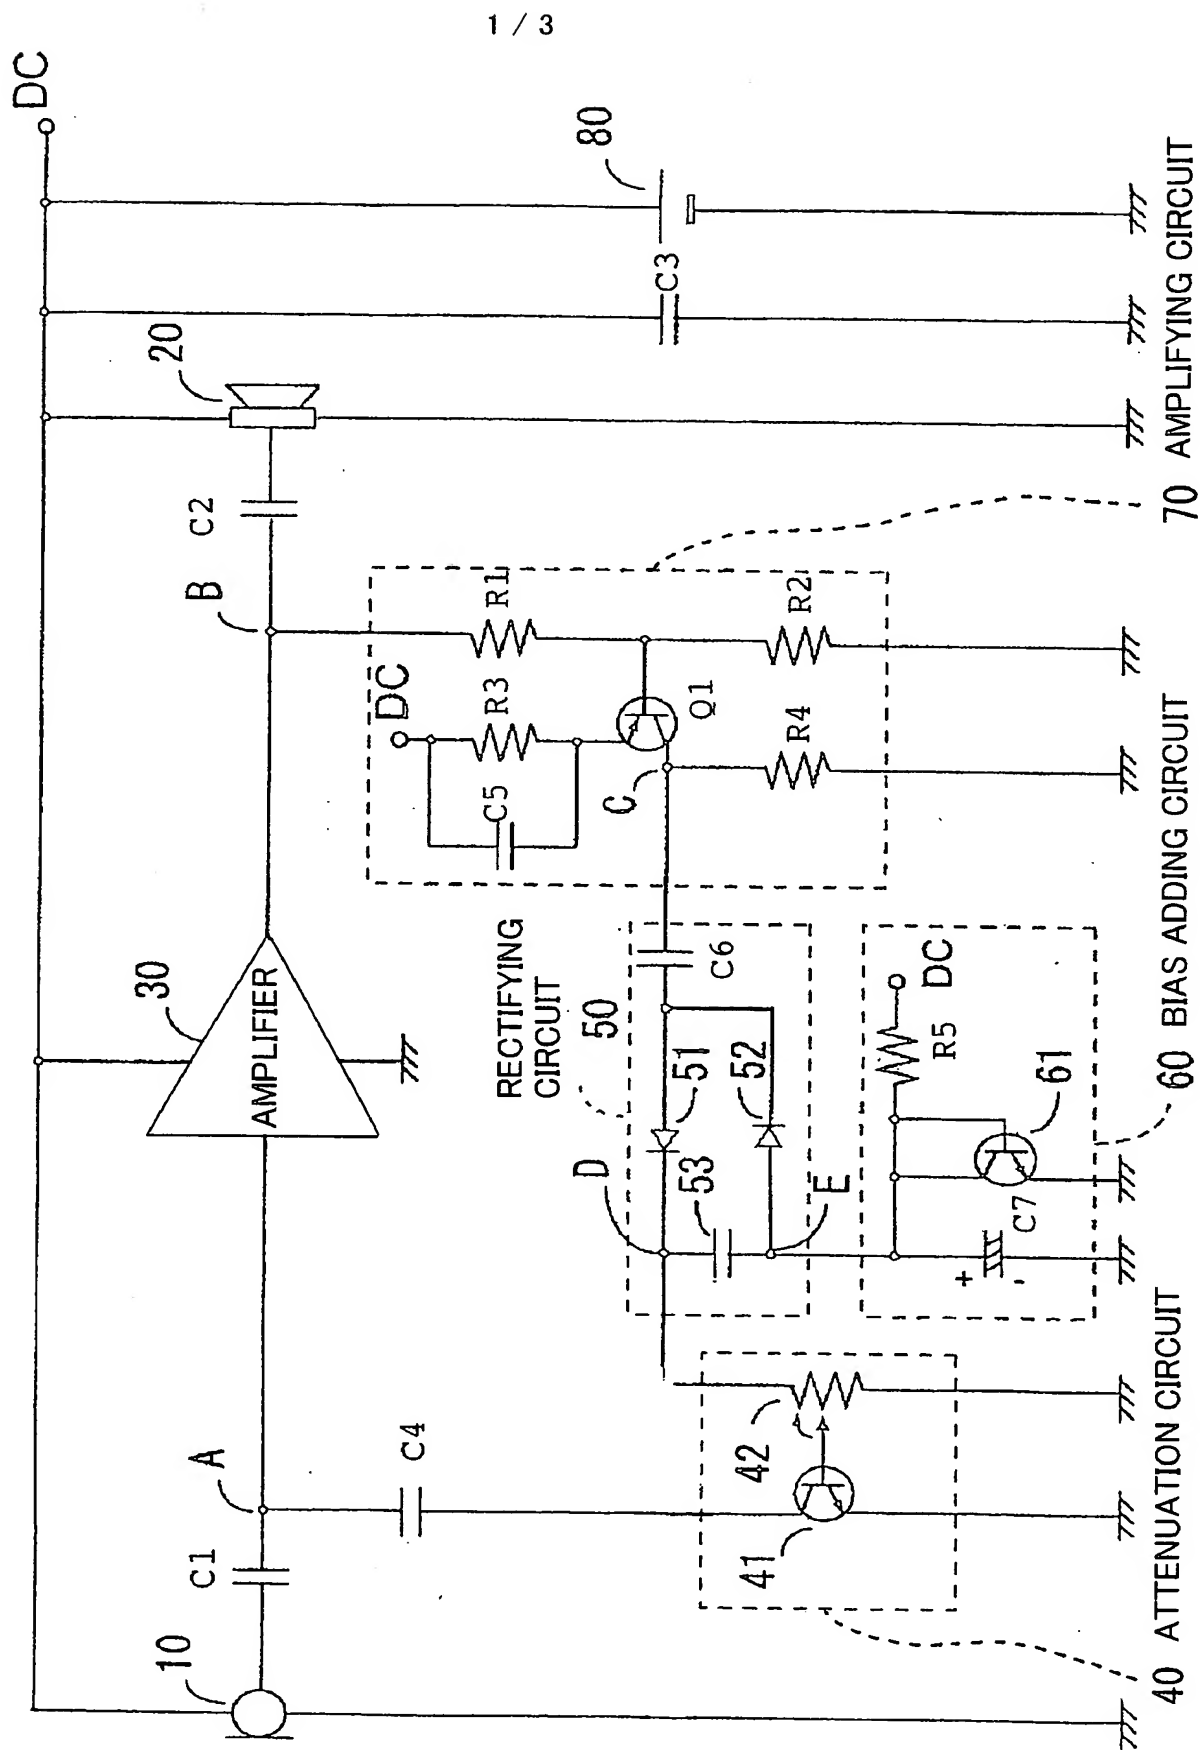 1 / 3
DC
80
C3
20
C2
B
30
AMPLIFIER
A
C1
10
R1
R2
DC
R3
Q1
R4
C5
C
RECTIFYING
CIRCUIT
50
C6
51
52
D
53
E
DC
R5
61
C7
+
-
C4
42
41
70 AMPLIFYING CIRCUIT
60 BIAS ADDING CIRCUIT
40 ATTENUATION CIRCUIT